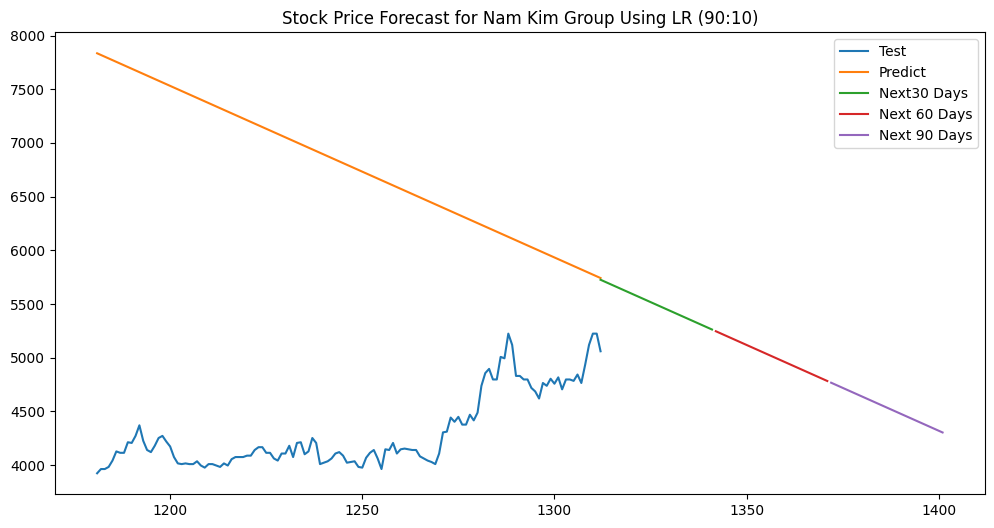 Stock Price Forecast for Nam Kim Group Using LR (90:10)
8000
7500
7000
6500
6000
5500
5000
4500
4000
1200
1250
1300
1350
1400
Test
Predict
Next30 Days
Next 60 Days
Next 90 Days